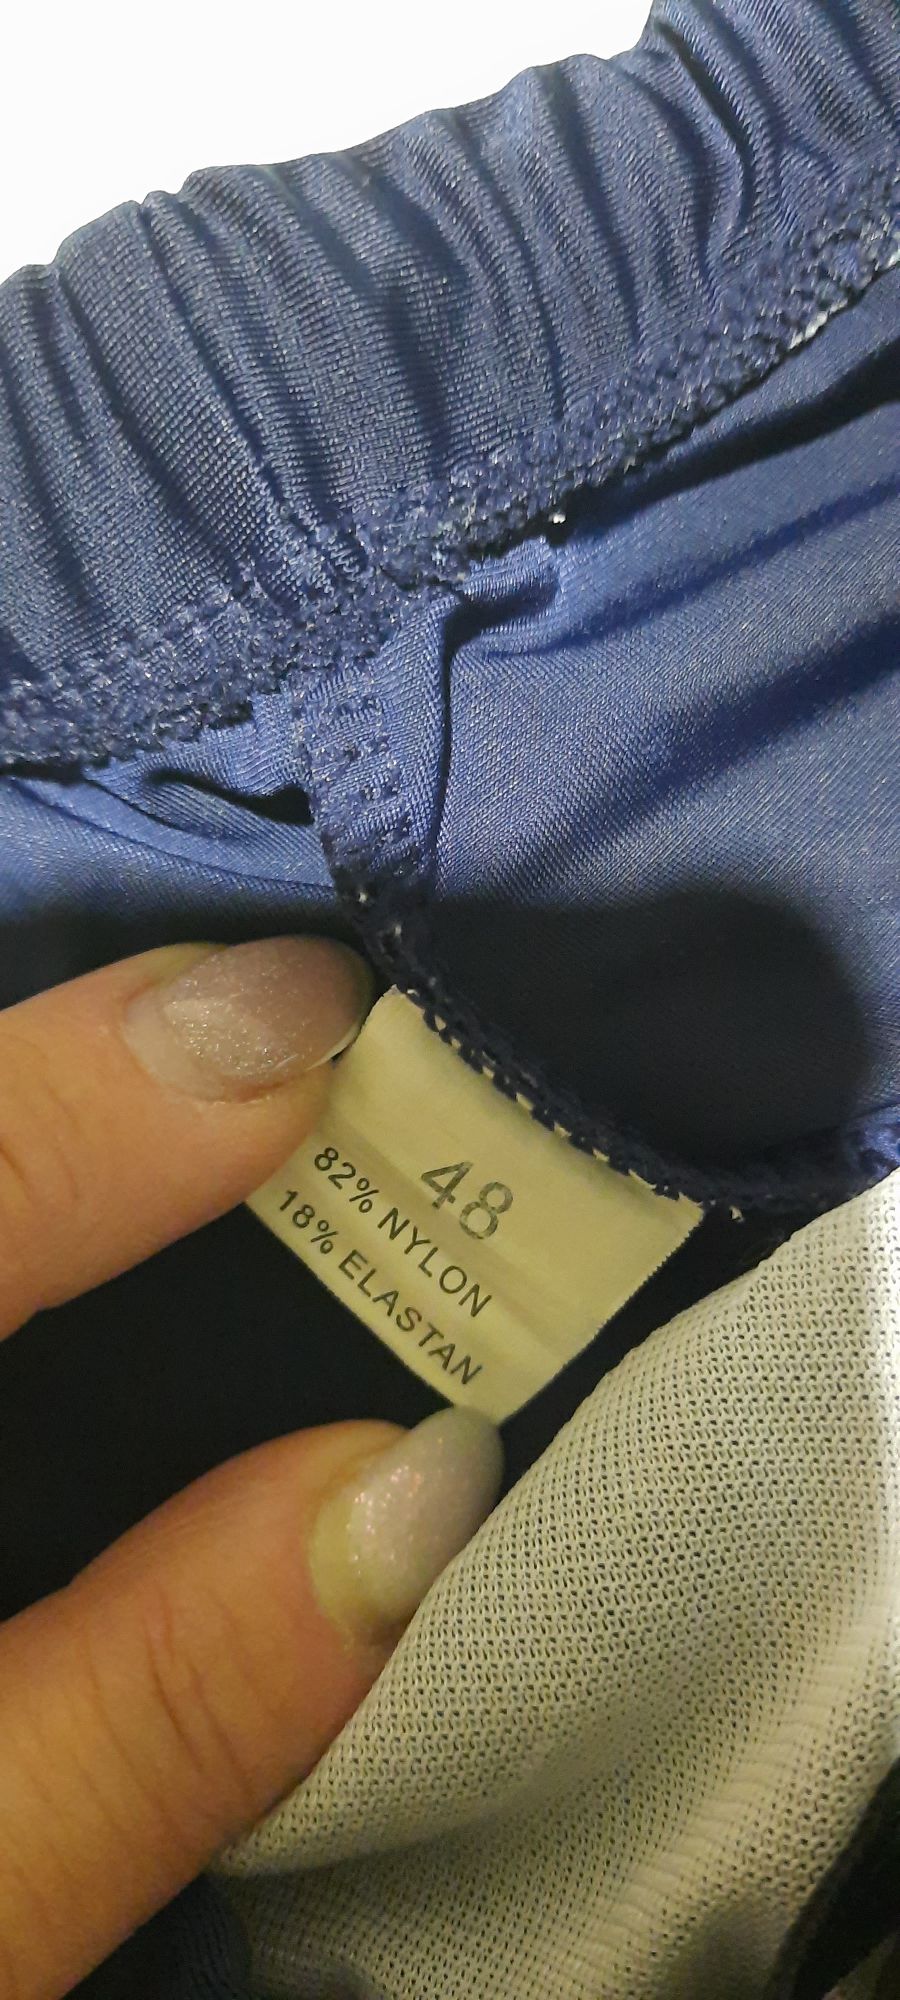 48
82% NYLON
18% ELASTAN